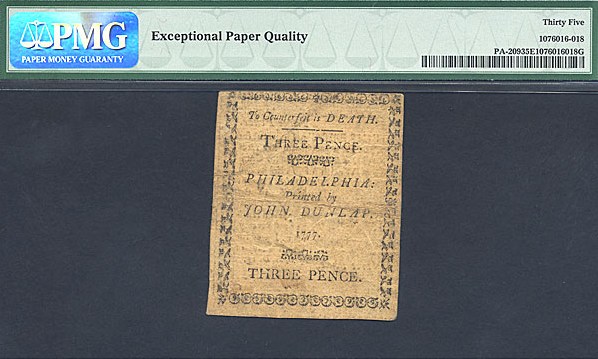 PMG
PAPER MONEY GUARANTY
Exceptional Paper Quality
Thirty Five
1076016-018
PA-20935E1076016018G
To Counterfeit is DEATH.
THREE PENCE.
PHILADELPHIA:
Printed by
JOHN DUNLAP.
1777.
THREE PENCE.